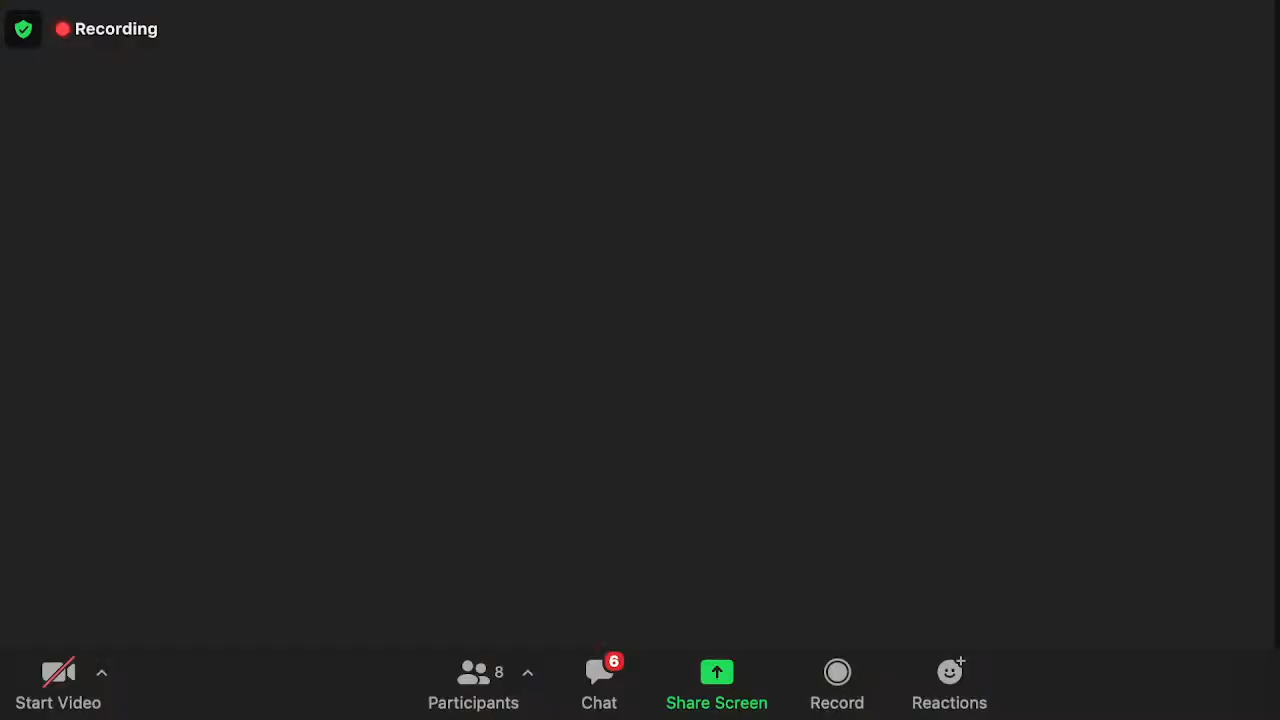 Recording
8
6
Start Video
Participants
Chat
Share Screen
Record
Reactions